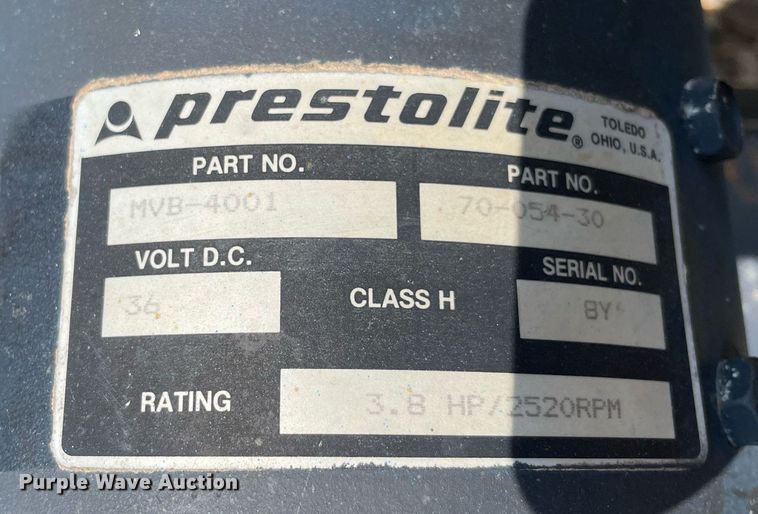 prestolite®
TOLEDO
OHIO, U.S.A.
PART NO.
PART NO.
MVB-4001
70-054-30
VOLT D.C.
SERIAL NO.
36
CLASS H
8Y
RATING
3.8 HP/2520RPM
Purple Wave Auction